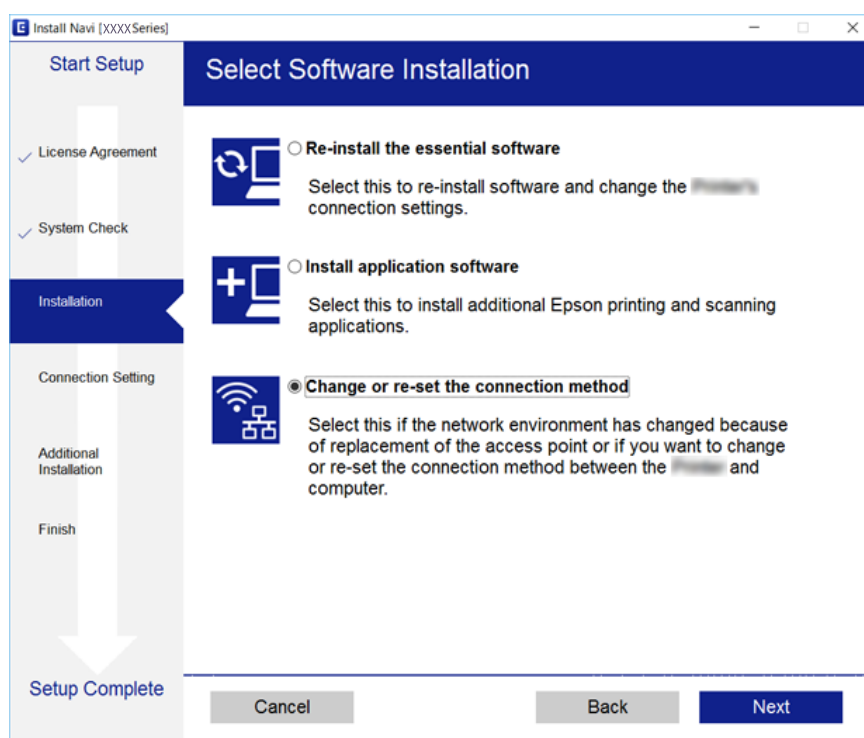 Install Navi [XXXX Series]
Start Setup
License Agreement
System Check
Installation
Connection Setting
Additional
Installation
Finish
Setup Complete
Select Software Installation
Re-install the essential software
Select this to re-install software and change the
connection settings.
Install application software
Select this to install additional Epson printing and scanning
applications.
Change or re-set the connection method
Select this if the network environment has changed because
of replacement of the access point or if you want to change
or re-set the connection method between the and
computer.
Cancel
Back
Next